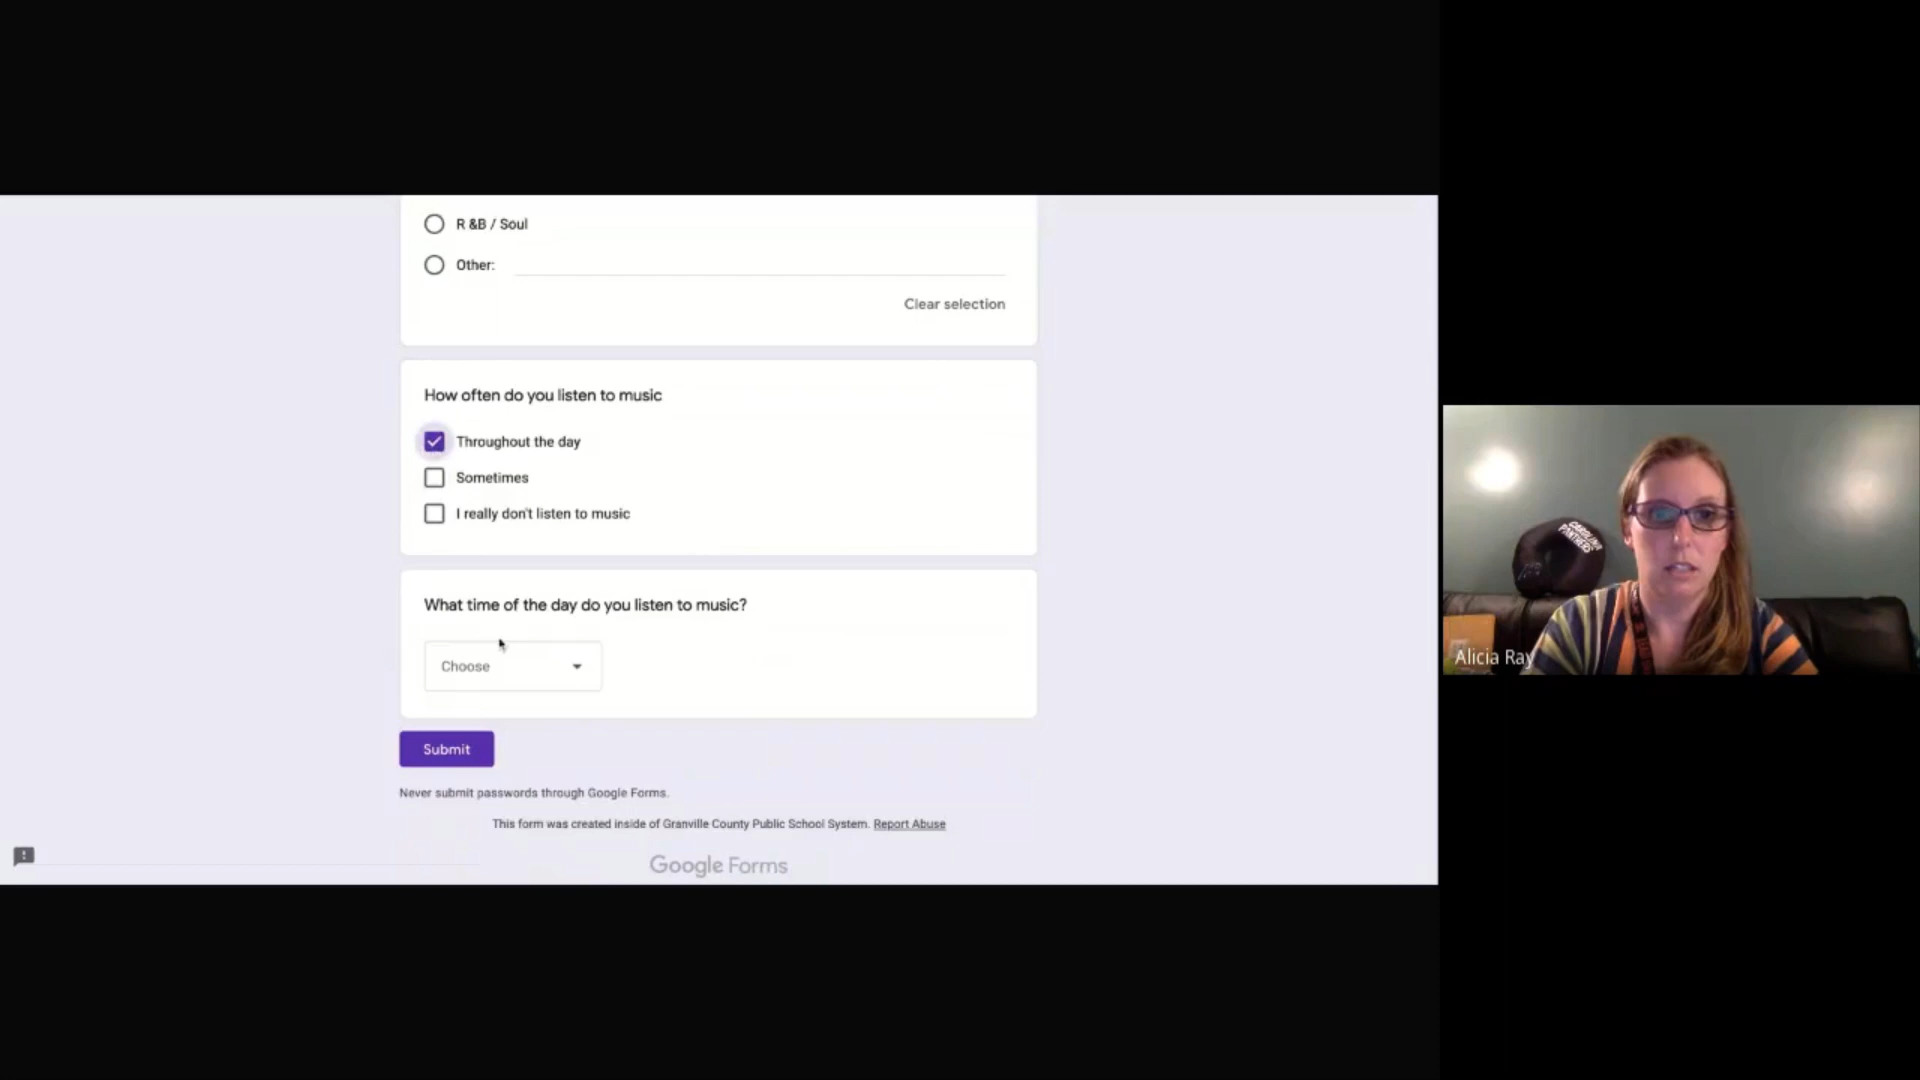 R &B / Soul
Other:
Clear selection
How often do you listen to music
Throughout the day
Sometimes
I really don't listen to music
What time of the day do you listen to music?
Choose
Submit
Never submit passwords through Google Forms.
This form was created inside of Granville County Public School System. Report Abuse
Google Forms
CAROLINA
PANTHERS
Alicia Ray